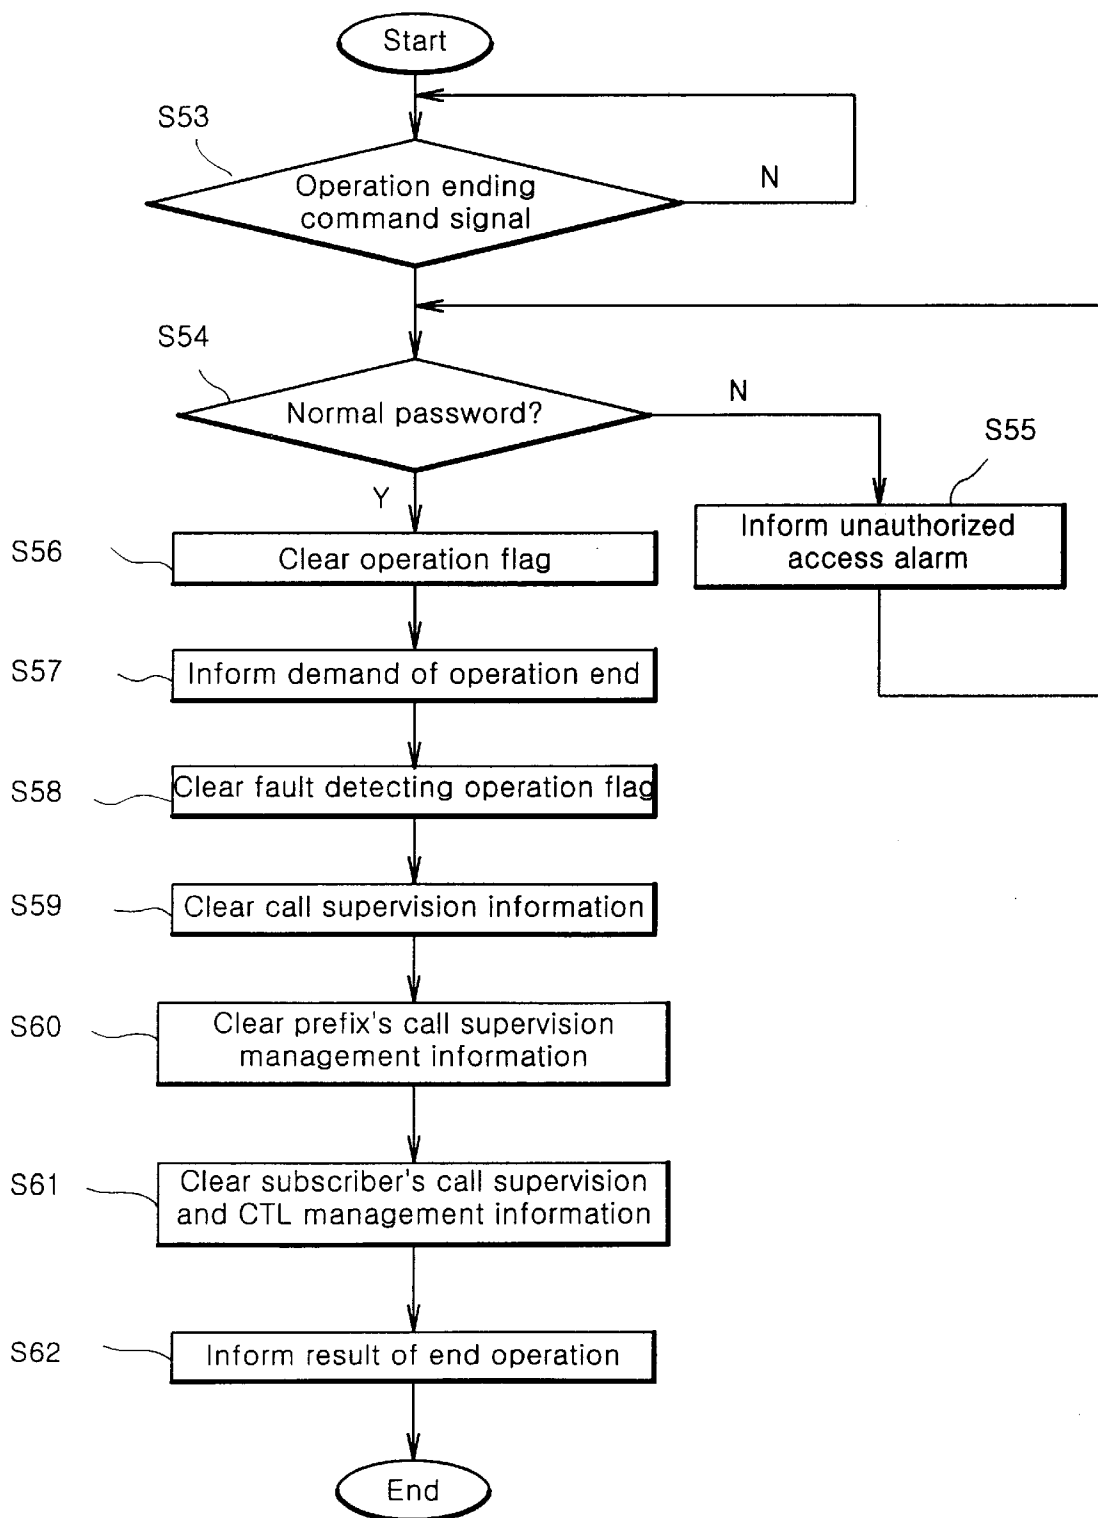 Start
S53
Operation ending
command signal
N
S54
Normal password?
N
Y
S55
Inform unauthorized
access alarm
S56
Clear operation flag
S57
Inform demand of operation end
S58
Clear fault detecting operation flag
S59
Clear call supervision information
S60
Clear prefix's call supervision
management information
S61
Clear subscriber's call supervision
and CTL management information
S62
Inform result of end operation
End